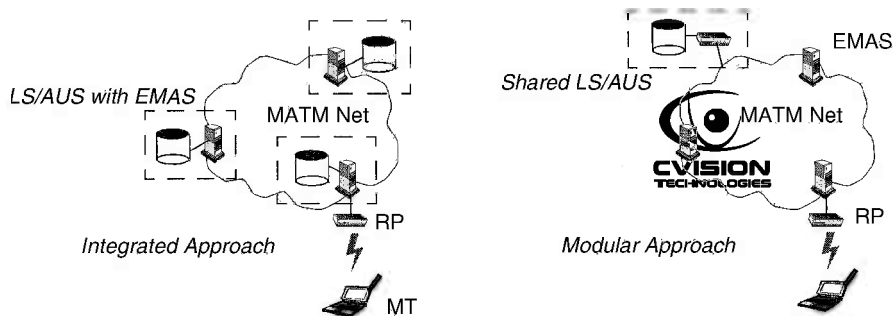 LS/AUS with EMAS
MATM Net
RP
Integrated Approach
MT
EMAS
Shared LS/AUS
MATM Net
CVISION
TECHNOLOGIES
RP
Modular Approach